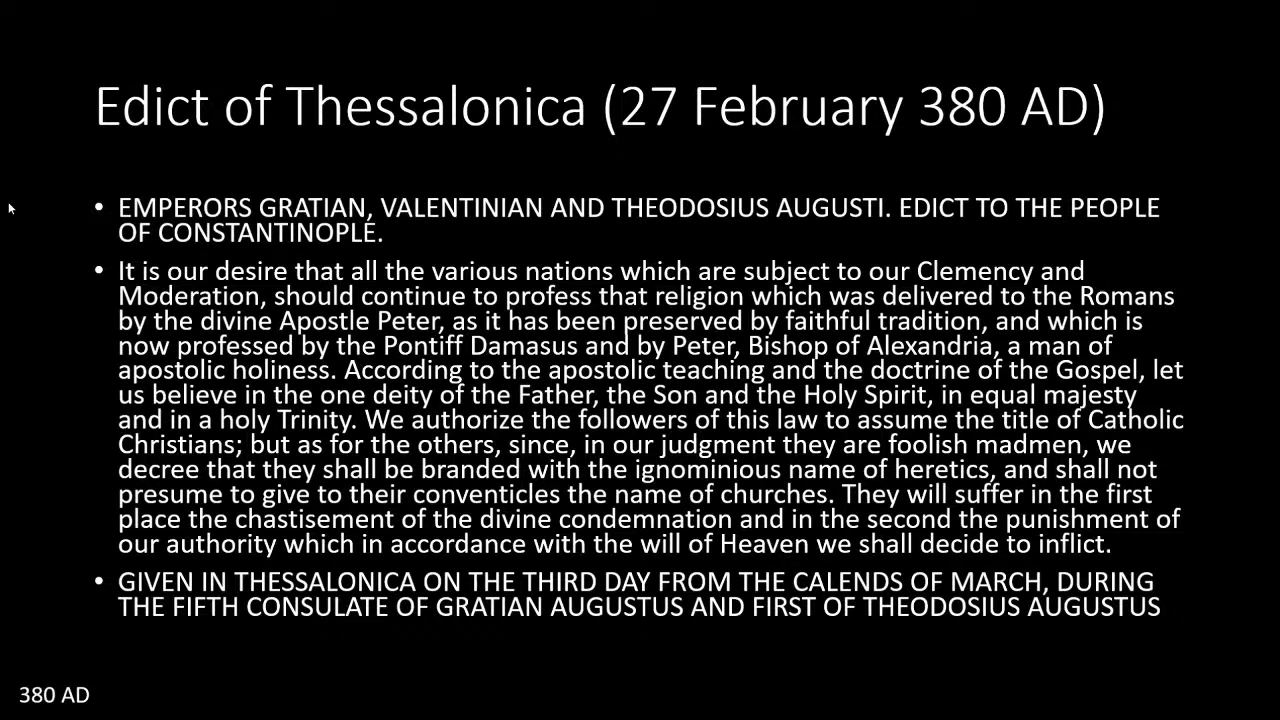 Edict of Thessalonica (27 February 380 AD)
• EMPERORS GRATIAN, VALENTINIAN AND THEODOSIUS AUGUSTI. EDICT TO THE PEOPLE
OF CONSTANTINOPLE.
• It is our desire that all the various nations which are subject to our Clemency and
Moderation, should continue to profess that religion which was delivered to the Romans
by the divine Apostle Peter, as it has been preserved by faithful tradition, and which is
now professed by the Pontiff Damasus and by Peter, Bishop of Alexandria, a man of
apostolic holiness. According to the apostolic teaching and the doctrine of the Gospel, let
us believe in the one deity of the Father, the Son and the Holy Spirit, in equal majesty
and in a holy Trinity. We authorize the followers of this law to assume the title of Catholic
Christians; but as for the others, since, in our judgment they are foolish madmen, we
decree that they shall be branded with the ignominious name of heretics, and shall not
presume to give to their conventicles the name of churches. They will suffer in the first
place the chastisement of the divine condemnation and in the second the punishment of
our authority which in accordance with the will of Heaven we shall decide to inflict.
• GIVEN IN THESSALONICA ON THE THIRD DAY FROM THE CALENDS OF MARCH, DURING
THE FIFTH CONSULATE OF GRATIAN AUGUSTUS AND FIRST OF THEODOSIUS AUGUSTUS
380 AD